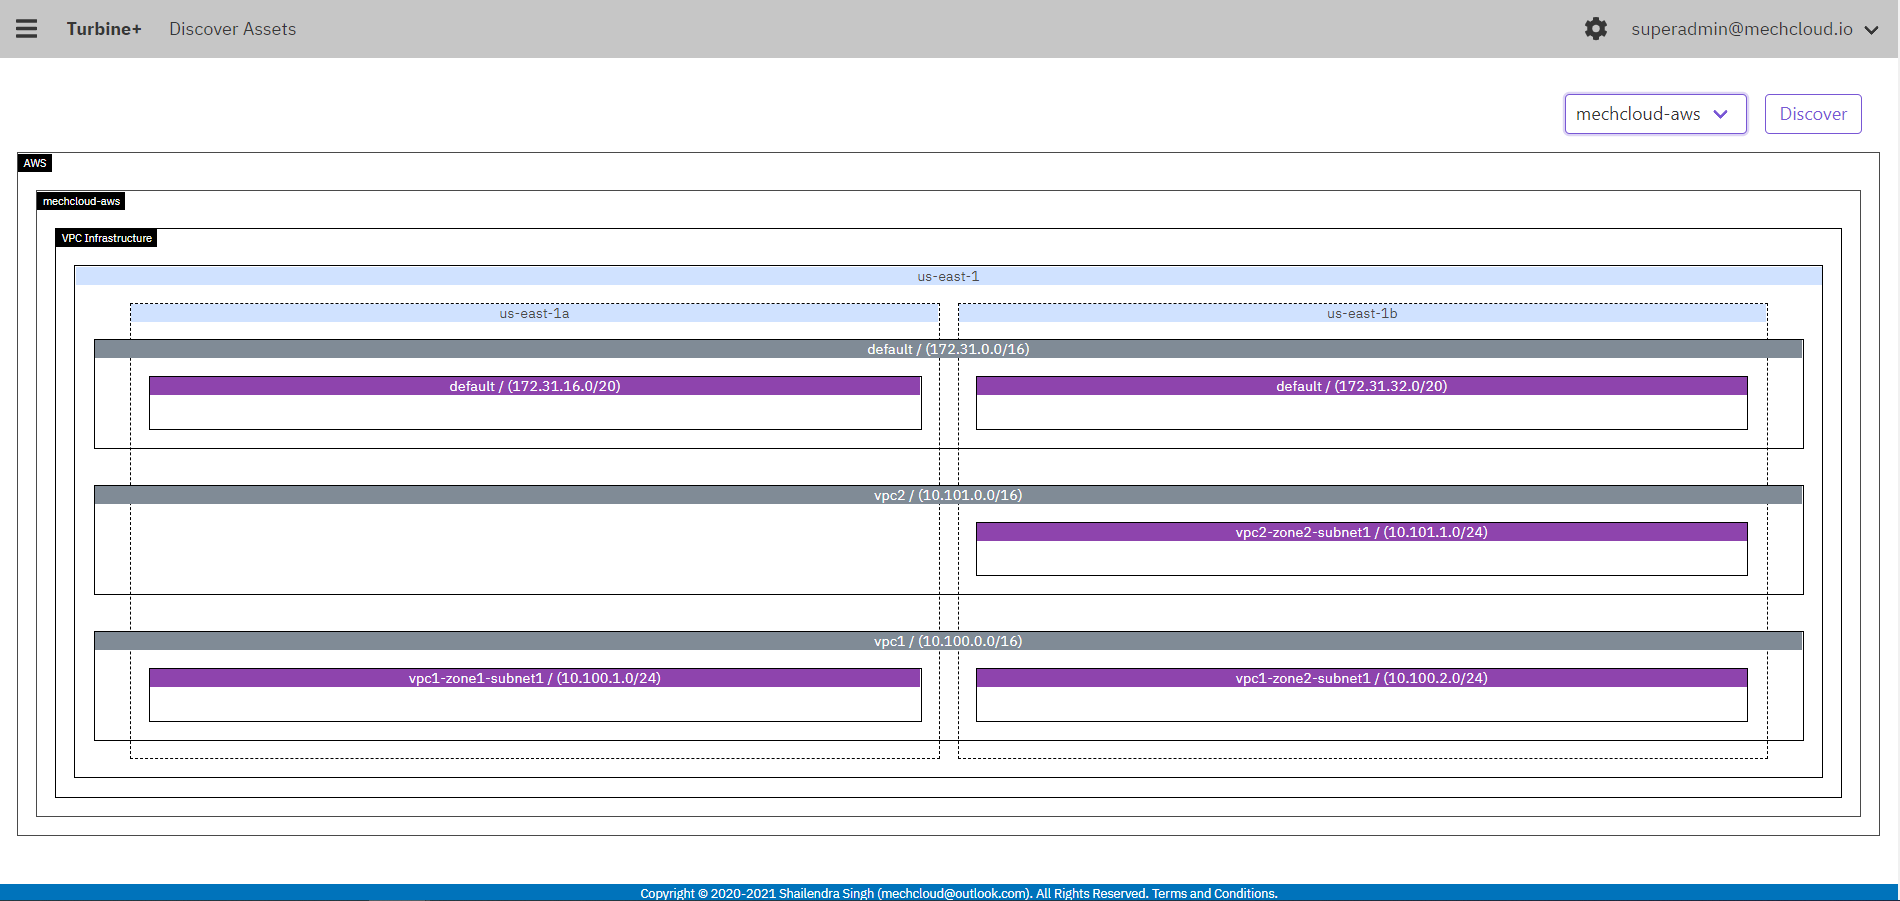 Turbine+ Discover Assets superadmin@mechcloud.io
mechcloud-aws Discover
AWS
mechcloud-aws
VPC Infrastructure
us-east-1
us-east-1a us-east-1b
default / (172.31.0.0/16)
default / (172.31.16.0/20) default / (172.31.32.0/20)
vpc2 / (10.101.0.0/16)
vpc2-zone2-subnet1 / (10.101.1.0/24)
vpc1 / (10.100.0.0/16)
vpc1-zone1-subnet1 / (10.100.1.0/24) vpc1-zone2-subnet1 / (10.100.2.0/24)
Copyright © 2020-2021 Shailendra Singh (mechcloud@outlook.com). All Rights Reserved. Terms and Conditions.